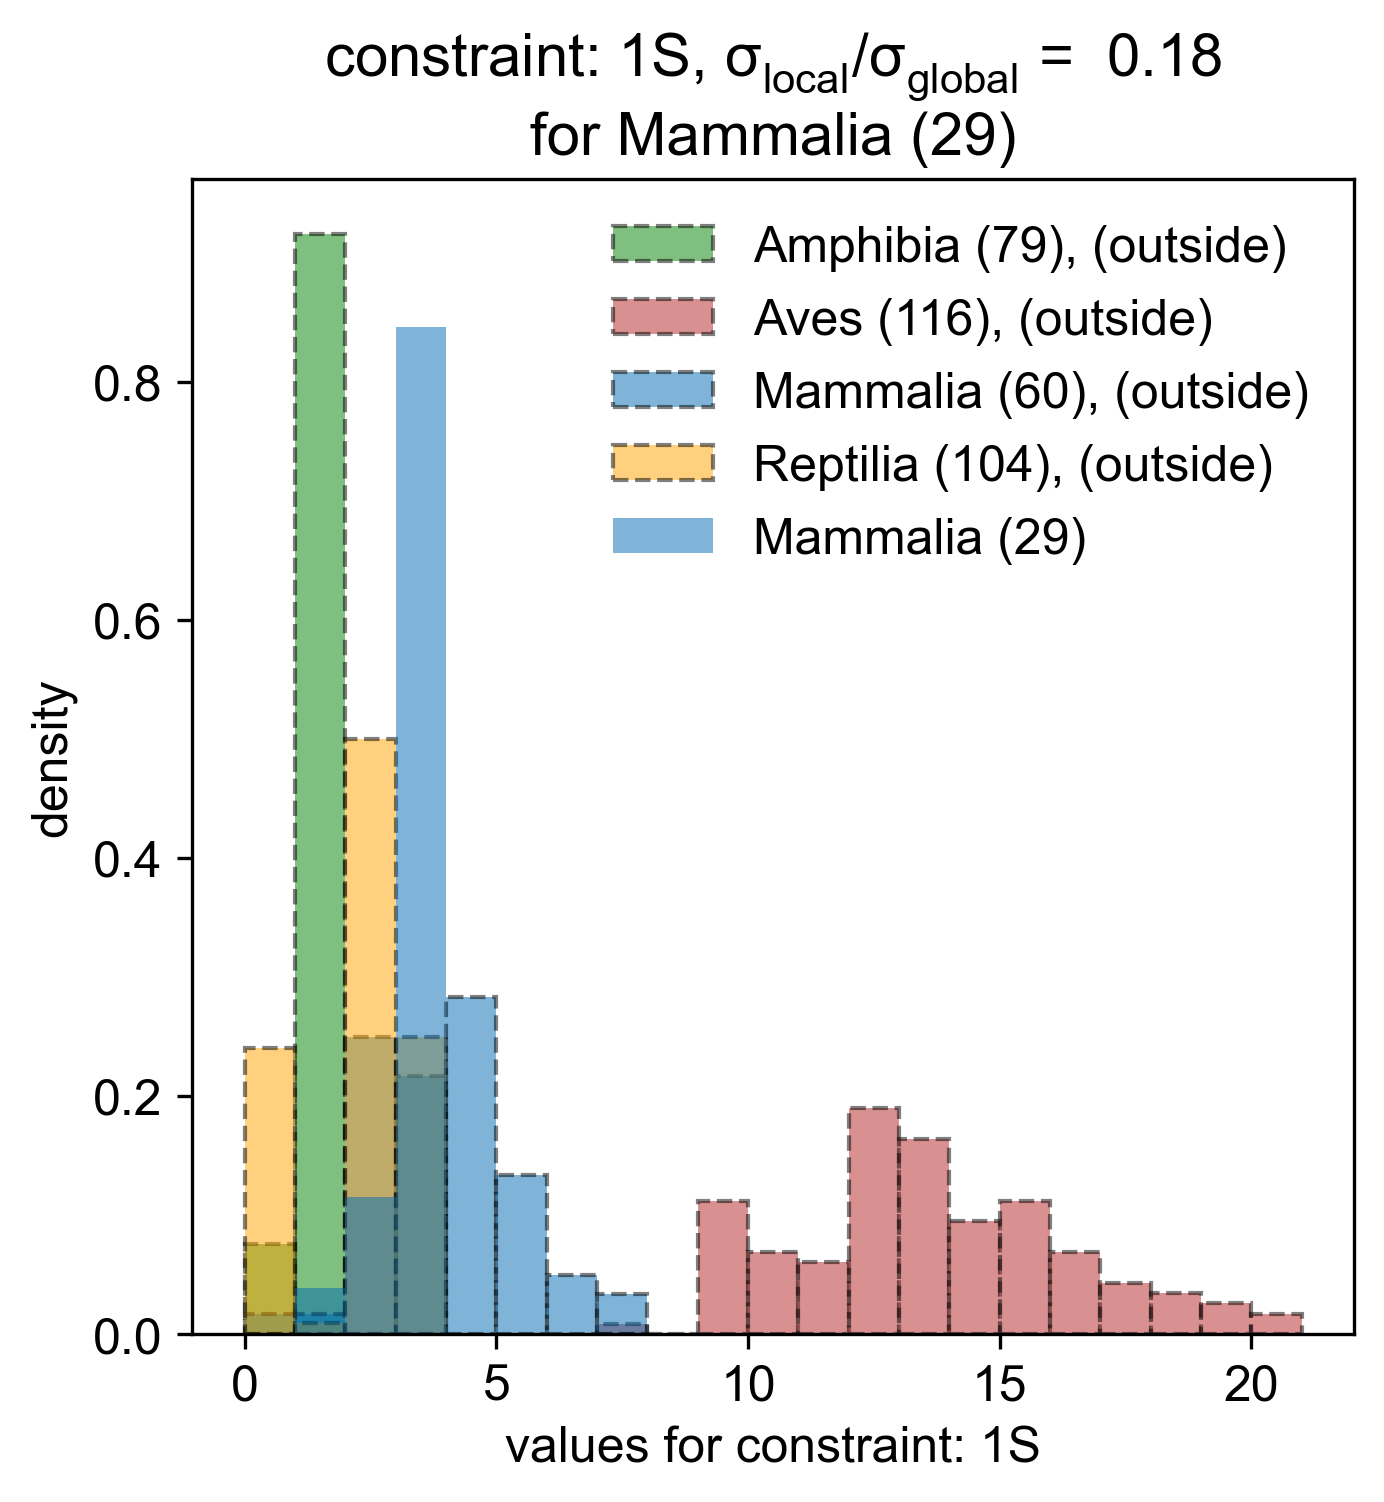 constraint: 1S, σlocal/σglobal = 0.18
for Mammalia (29)
Amphibia (79), (outside)
Aves (116), (outside)
Mammalia (60), (outside)
Reptilia (104), (outside)
Mammalia (29)
density
0.8
0.6
0.4
0.2
0.0
0 5 10 15 20
values for constraint: 1S